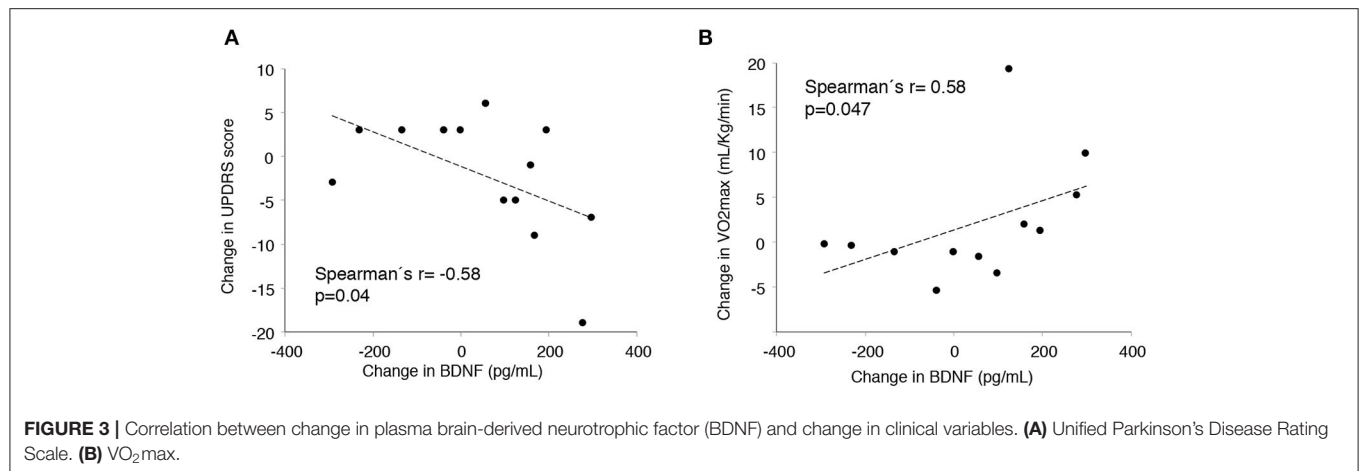 A
10
5
0
-5
-10
-15
-20
Change in UPDRS score
Spearman´s r= -0.58
p=0.04
-400 -200 0 200 400
Change in BDNF (pg/mL)
B
20
15
10
5
0
-5
Change in VO2max (mL/Kg/min)
Spearman´s r= 0.58
p=0.047
-400 -200 0 200 400
Change in BDNF (pg/mL)
FIGURE 3 | Correlation between change in plasma brain-derived neurotrophic factor (BDNF) and change in clinical variables. (A) Unified Parkinson’s Disease Rating
Scale. (B) VO₂max.